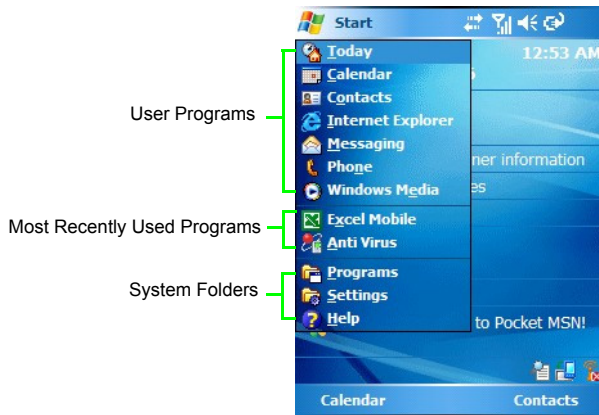 Start
Today
12:53 AM
Calendar
Contacts
User Programs
Internet Explorer
Messaging
ner information
Phone
es
Windows Media
Most Recently Used Programs
Excel Mobile
Anti Virus
System Folders
Programs
Settings
Help
to Pocket MSN!
Calendar
Contacts